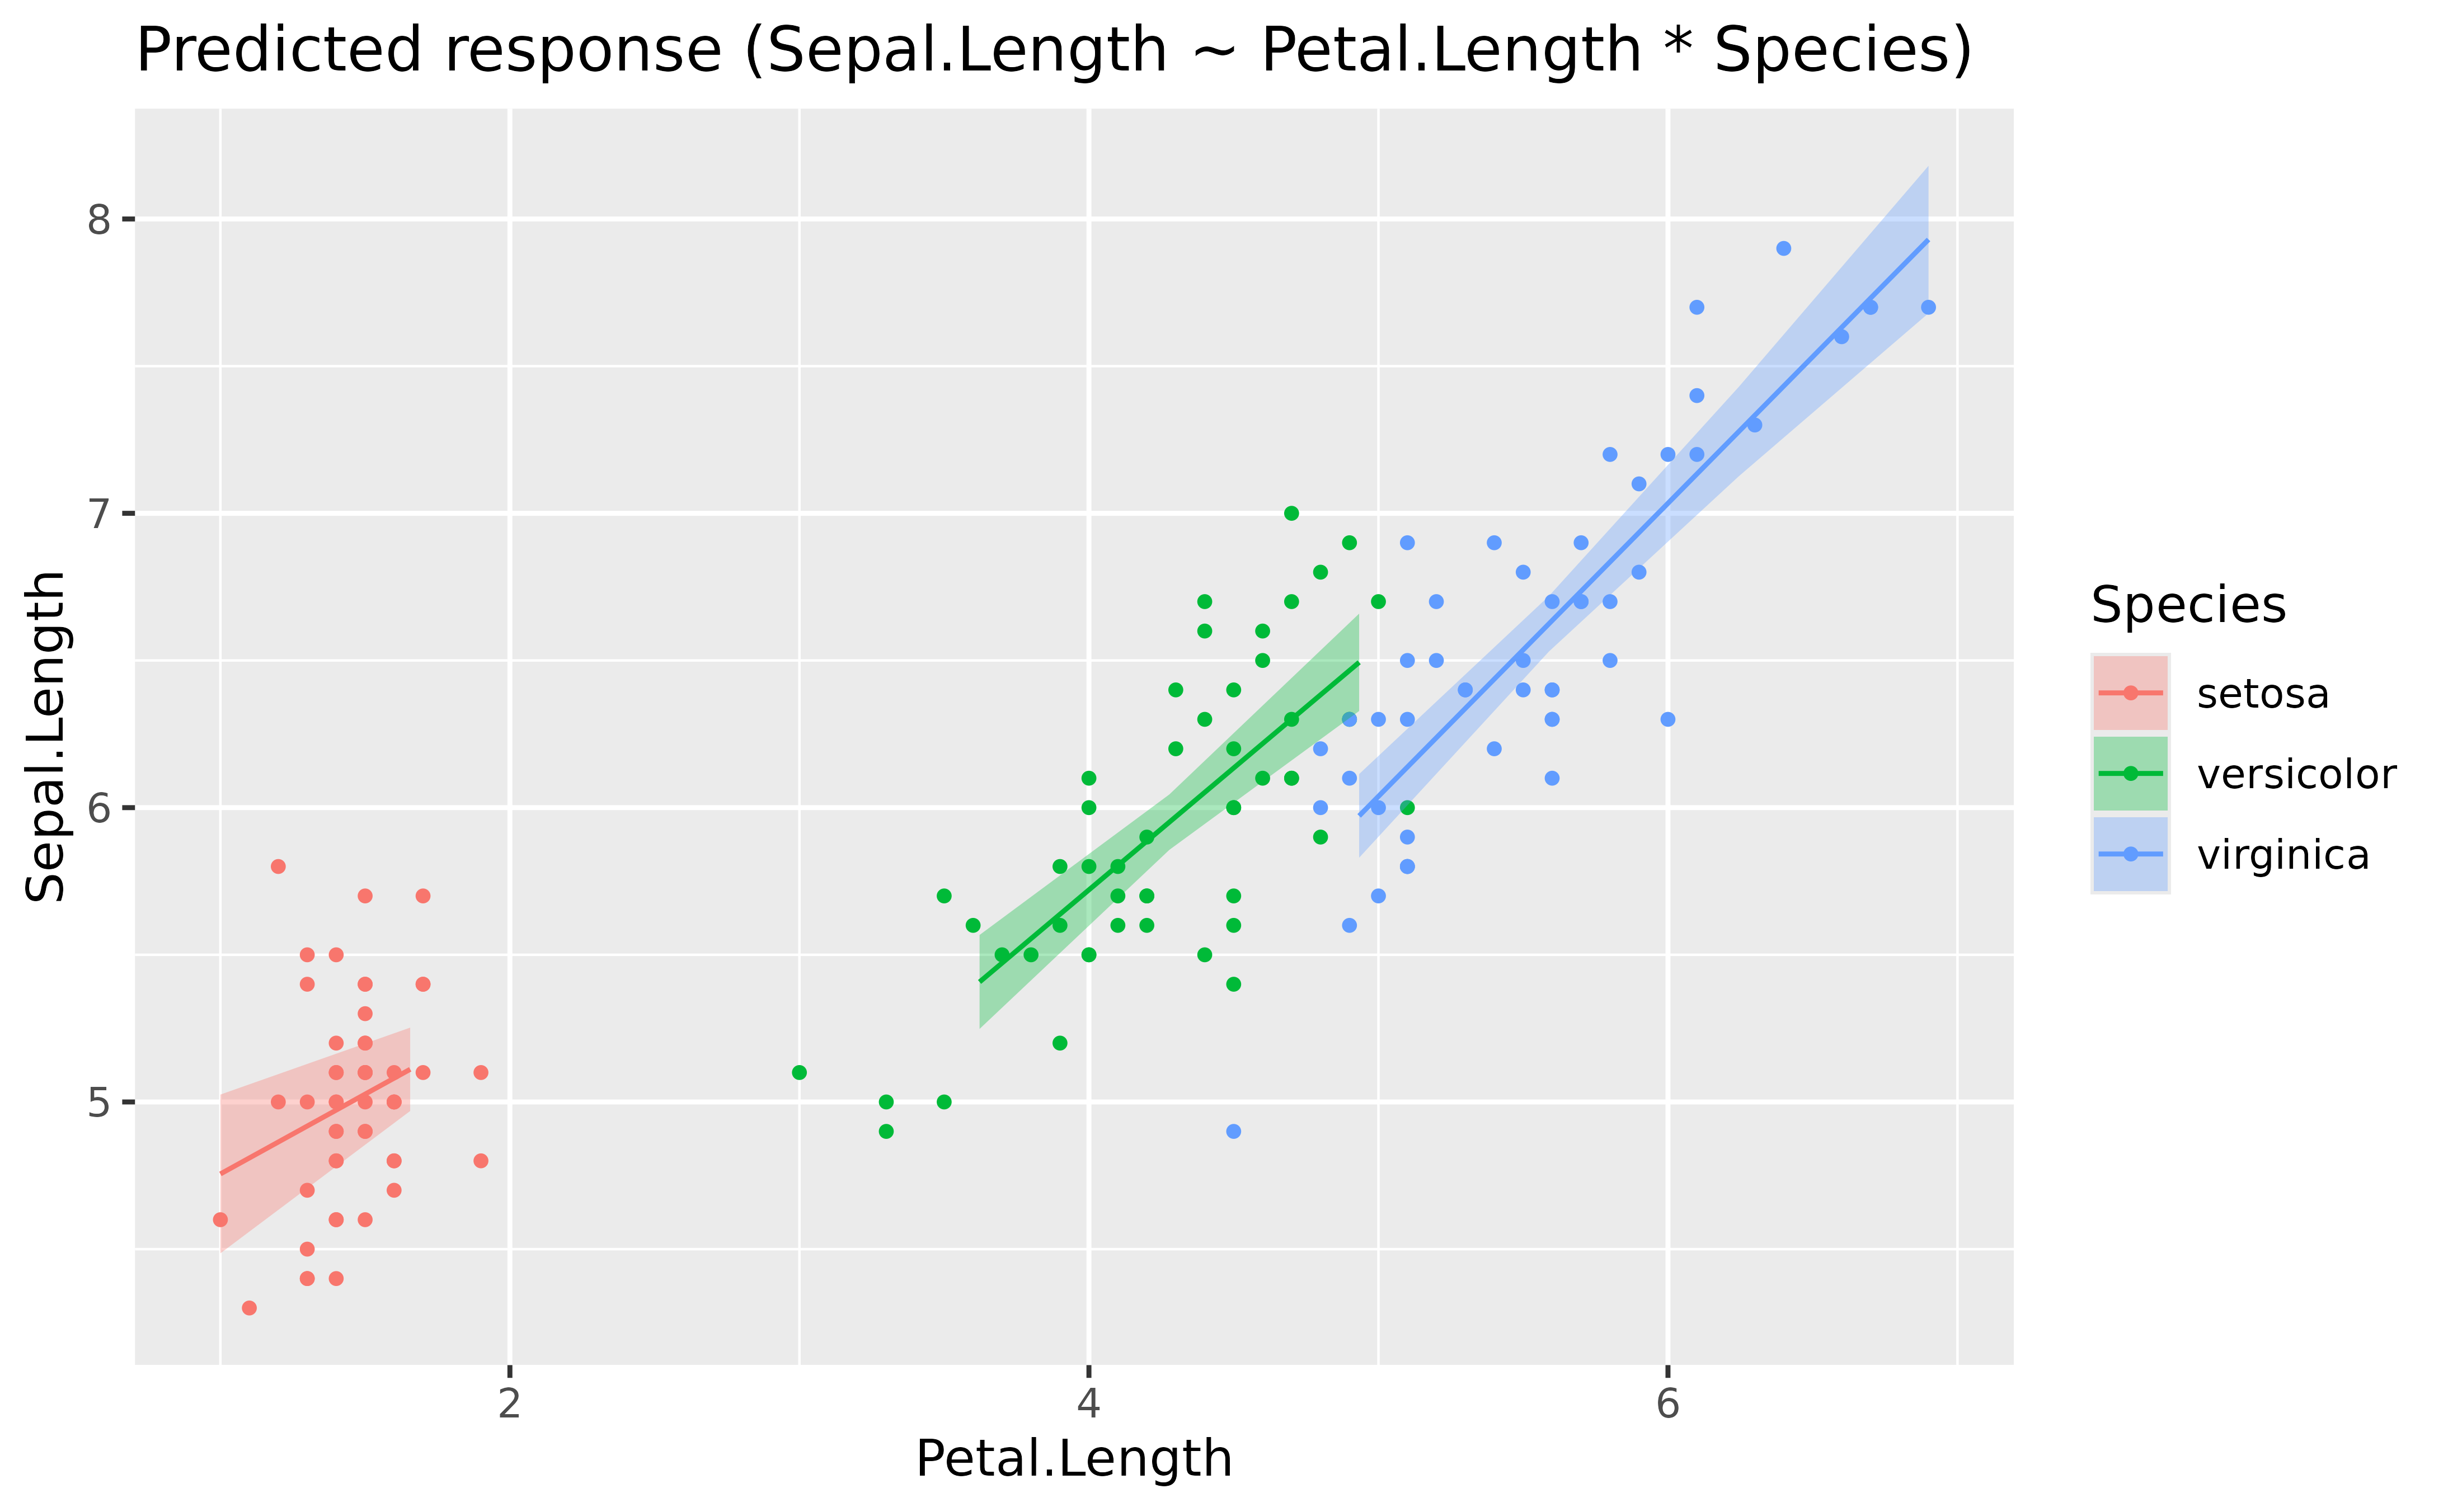 Predicted response (Sepal.Length ~ Petal.Length * Species)
8
7
6
5
Sepal.Length
2
4
6
Petal.Length
Species
setosa
versicolor
virginica